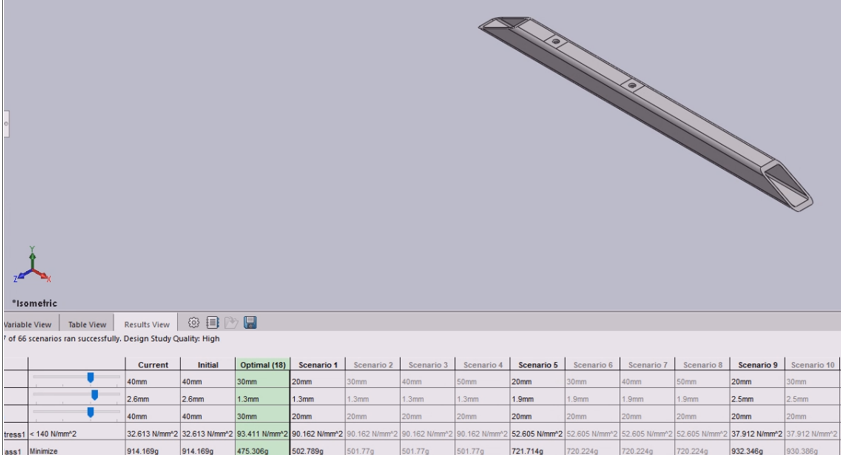 Y
Z X
*Isometric
Variable View Table View Results View
7 of 66 scenarios ran successfully. Design Study Quality: High
Current Initial Optimal (18) Scenario 1 Scenario 2 Scenario 3 Scenario 4 Scenario 5 Scenario 6 Scenario 7 Scenario 8 Scenario 9 Scenario 10
40mm 40mm 30mm 20mm 30mm 40mm 50mm 20mm 30mm 40mm 50mm 20mm 30mm
2.6mm 2.6mm 1.3mm 1.3mm 1.3mm 1.3mm 1.3mm 1.9mm 1.9mm 1.9mm 1.9mm 2.5mm 2.5mm
40mm 40mm 30mm 20mm 20mm 20mm 20mm 20mm 20mm 20mm 20mm 20mm 20mm
tress1 < 140 N/mm^2 32.613 N/mm^2 32.613 N/mm^2 93.411 N/mm^2 90.162 N/mm^2 90.162 N/mm^2 90.162 N/mm^2 90.162 N/mm^2 52.605 N/mm^2 52.605 N/mm^2 52.605 N/mm^2 52.605 N/mm^2 37.912 N/mm^2 37.912 N/mm^2
ass1 Minimize 914.169g 914.169g 475.306g 502.789g 501.77g 501.77g 501.77g 721.714g 720.224g 720.224g 720.224g 932.346g 930.386g